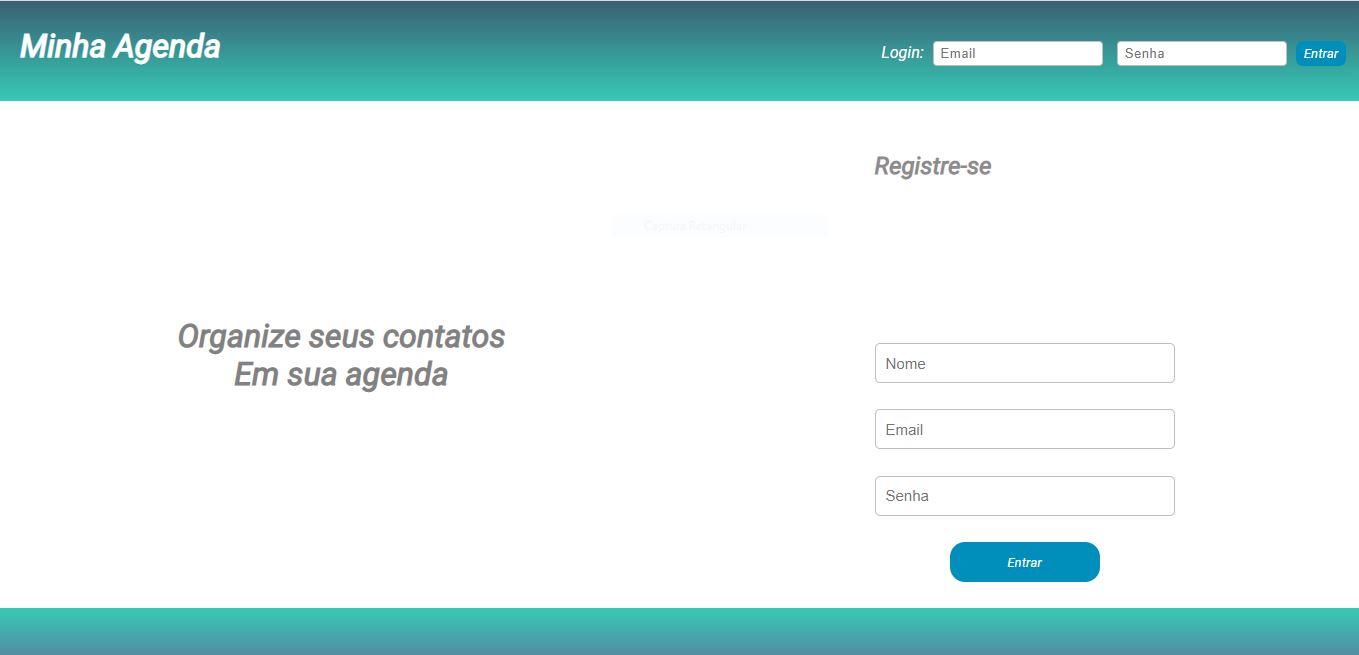 Minha Agenda
Login: Email Senha Entrar
Registre-se
Captura Retangular
Organize seus contatos
Em sua agenda
Nome
Email
Senha
Entrar